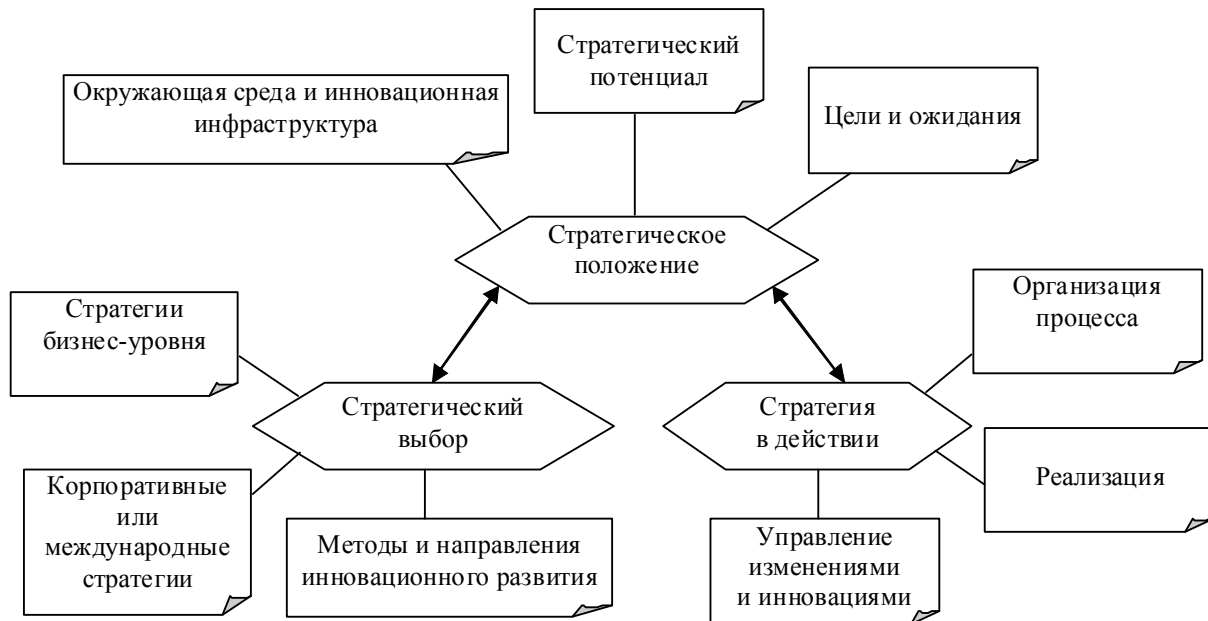 Стратегический
потенциал
Окружающая среда и инновационная
инфраструктура
Цели и ожидания
Стратегическое
положение
Стратегии
бизнес-уровня
Организация
процесса
Стратегический
выбор
Стратегия
в действии
Корпоративные
или
международные
стратегии
Методы и направления
инновационного развития
Управление
изменениями
и инновациями
Реализация